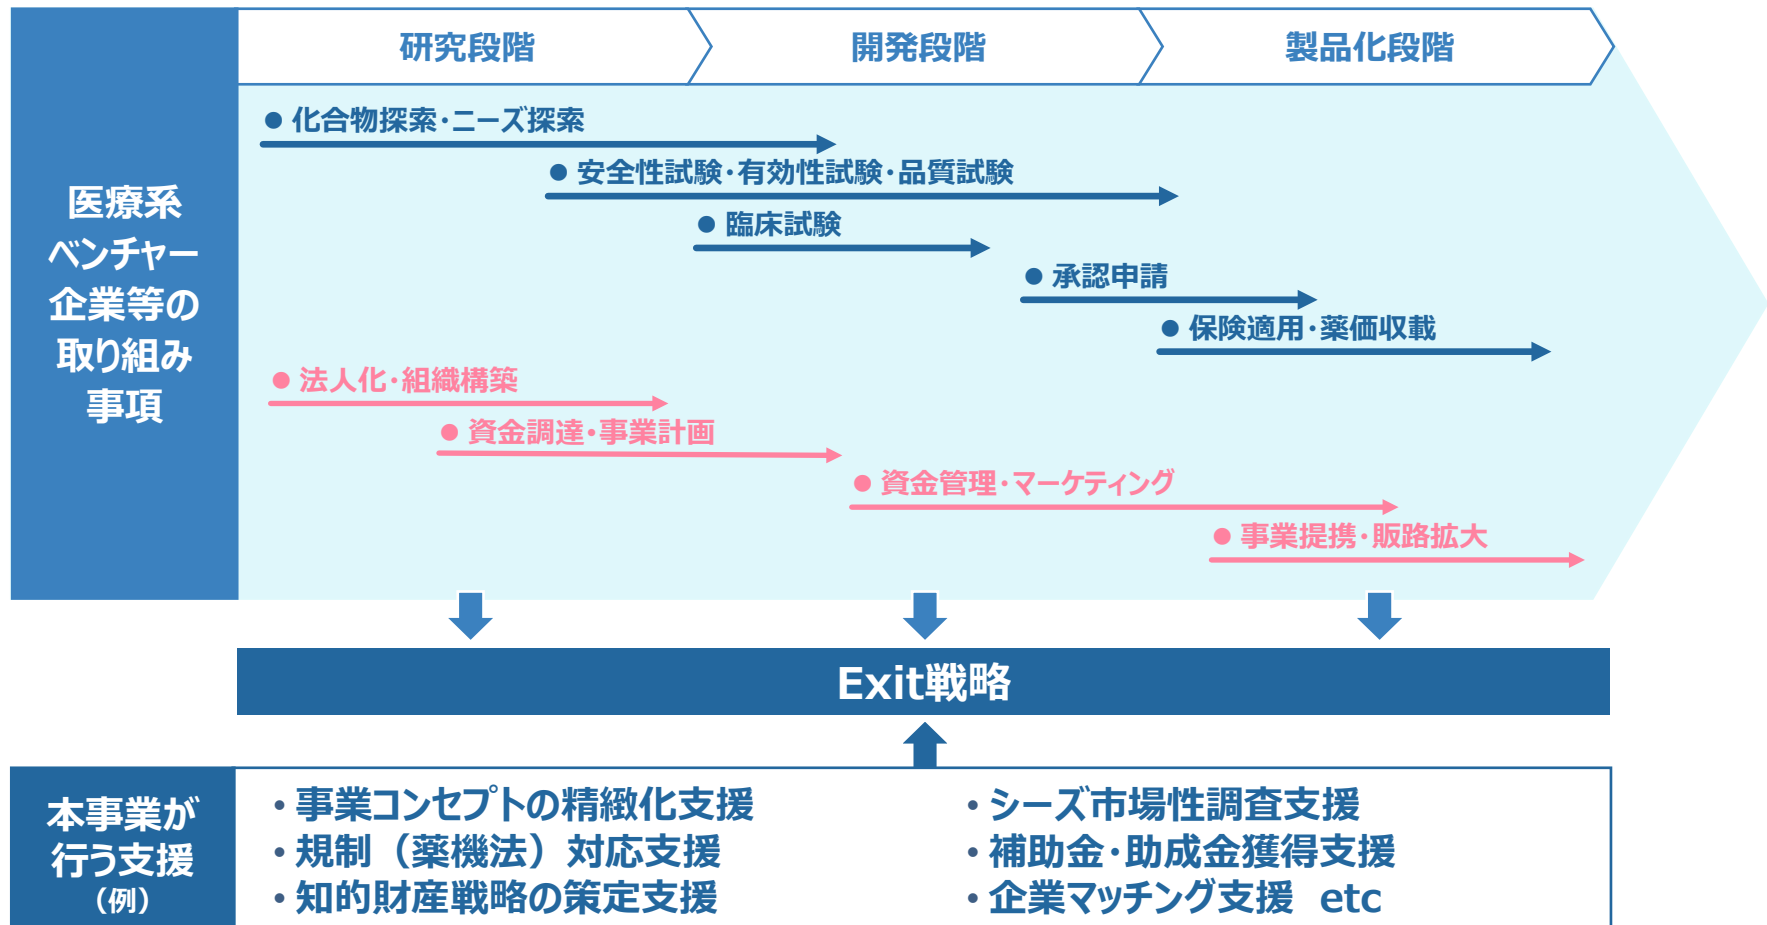 研究段階
開発段階
製品化段階
医療系
ベンチャー
企業等の
取り組み
事項
● 化合物探索・ニーズ探索
● 安全性試験・有効性試験・品質試験
● 臨床試験
● 承認申請
● 保険適用・薬価収載
● 法人化・組織構築
● 資金調達・事業計画
● 資金管理・マーケティング
● 事業提携・販路拡大
Exit戦略
本事業が
行う支援
（例）
・事業コンセプトの精緻化支援
・規制（薬機法）対応支援
・知的財産戦略の策定支援
・シーズ市場性調査支援
・補助金・助成金獲得支援
・企業マッチング支援 etc